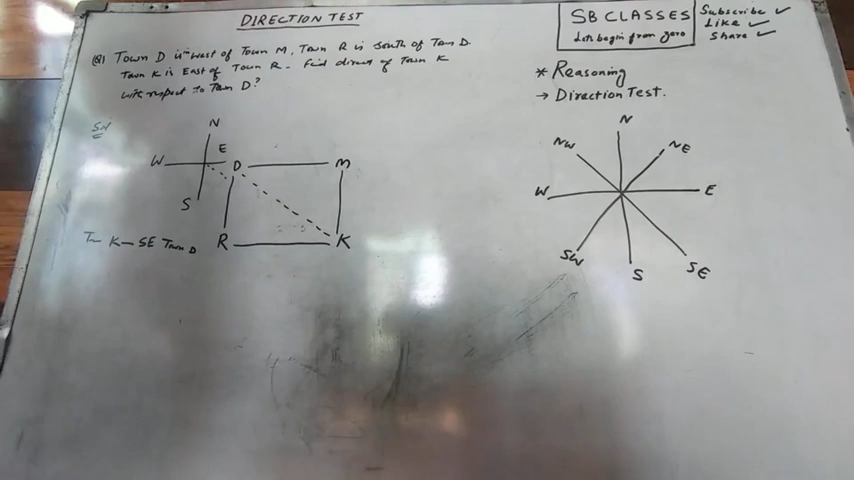 DIRECTION TEST
Q1) Town D is west of Town M, Town R is south of Town D.
Town K is East of Town R. Find direct of Town K
with respect to Town D?
Sol
N
W
E
S
D
M
R
K
K - SE Town D
SB CLASSES
Lets begin from zero
Subscribe ✓
Like ✓
Share ✓
* Reasoning
→ Direction Test.
N
NW
NE
W
E
SW
S
SE